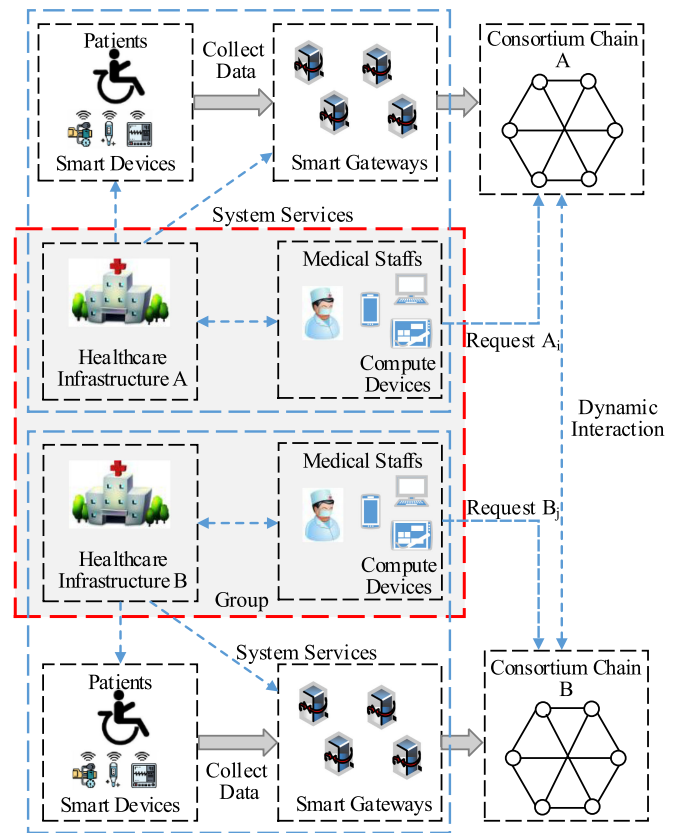 Patients
Smart Devices
Collect
Data
Smart Gateways
Consortium Chain
A
System Services
Healthcare
Infrastructure A
Medical Staffs
Compute
Devices
Request Ai
Dynamic
Interaction
Healthcare
Infrastructure B
Medical Staffs
Compute
Devices
Request Bj
Group
System Services
Patients
Smart Devices
Collect
Data
Smart Gateways
Consortium Chain
B